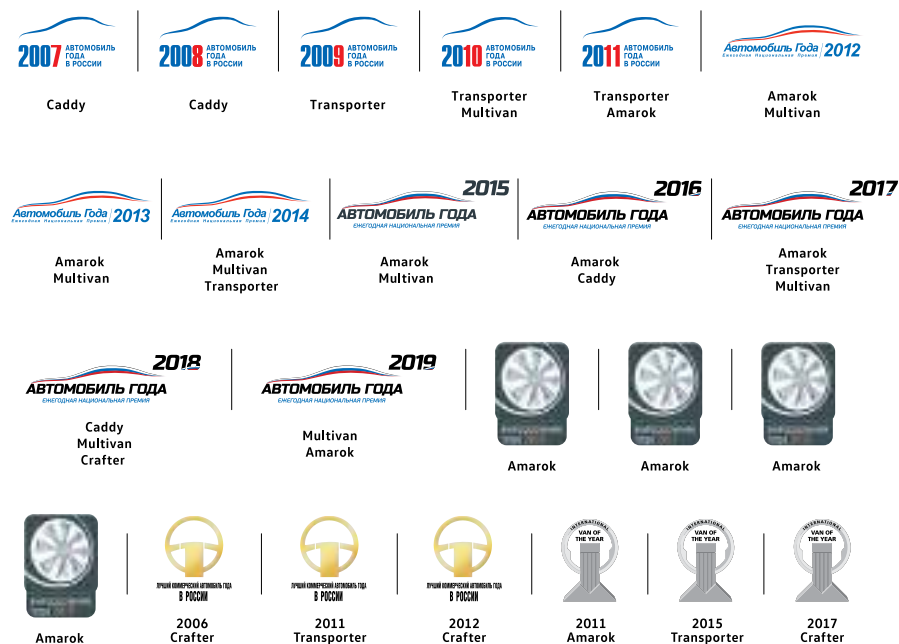 2007 АВТОМОБИЛЬ
ГОДА
В РОССИИ
Caddy
2008 АВТОМОБИЛЬ
ГОДА
В РОССИИ
Caddy
2009 АВТОМОБИЛЬ
ГОДА
В РОССИИ
Transporter
2010 АВТОМОБИЛЬ
ГОДА
В РОССИИ
Transporter
Multivan
2011 АВТОМОБИЛЬ
ГОДА
В РОССИИ
Transporter
Amarok
Автомобиль Года 2012
Ежегодная Национальная Премия
Amarok
Multivan
Автомобиль Года 2013
Ежегодная Национальная Премия
Amarok
Multivan
Автомобиль Года 2014
Ежегодная Национальная Премия
Amarok
Multivan
Transporter
2015
АВТОМОБИЛЬ ГОДА
ЕЖЕГОДНАЯ НАЦИОНАЛЬНАЯ ПРЕМИЯ
Amarok
Multivan
2016
АВТОМОБИЛЬ ГОДА
ЕЖЕГОДНАЯ НАЦИОНАЛЬНАЯ ПРЕМИЯ
Amarok
Caddy
2017
АВТОМОБИЛЬ ГОДА
ЕЖЕГОДНАЯ НАЦИОНАЛЬНАЯ ПРЕМИЯ
Amarok
Transporter
Multivan
2018
АВТОМОБИЛЬ ГОДА
ЕЖЕГОДНАЯ НАЦИОНАЛЬНАЯ ПРЕМИЯ
Caddy
Multivan
Crafter
2019
АВТОМОБИЛЬ ГОДА
ЕЖЕГОДНАЯ НАЦИОНАЛЬНАЯ ПРЕМИЯ
Multivan
Amarok
Amarok
Amarok
Amarok
Amarok
ЛУЧШИЙ КОММЕРЧЕСКИЙ АВТОМОБИЛЬ ГОДА
В РОССИИ
2006
Crafter
ЛУЧШИЙ КОММЕРЧЕСКИЙ АВТОМОБИЛЬ ГОДА
В РОССИИ
2011
Transporter
ЛУЧШИЙ КОММЕРЧЕСКИЙ АВТОМОБИЛЬ ГОДА
В РОССИИ
2012
Crafter
INTERNATIONAL
VAN OF
THE YEAR
2011
Amarok
INTERNATIONAL
VAN OF
THE YEAR
2015
Transporter
INTERNATIONAL
VAN OF
THE YEAR
2017
Crafter